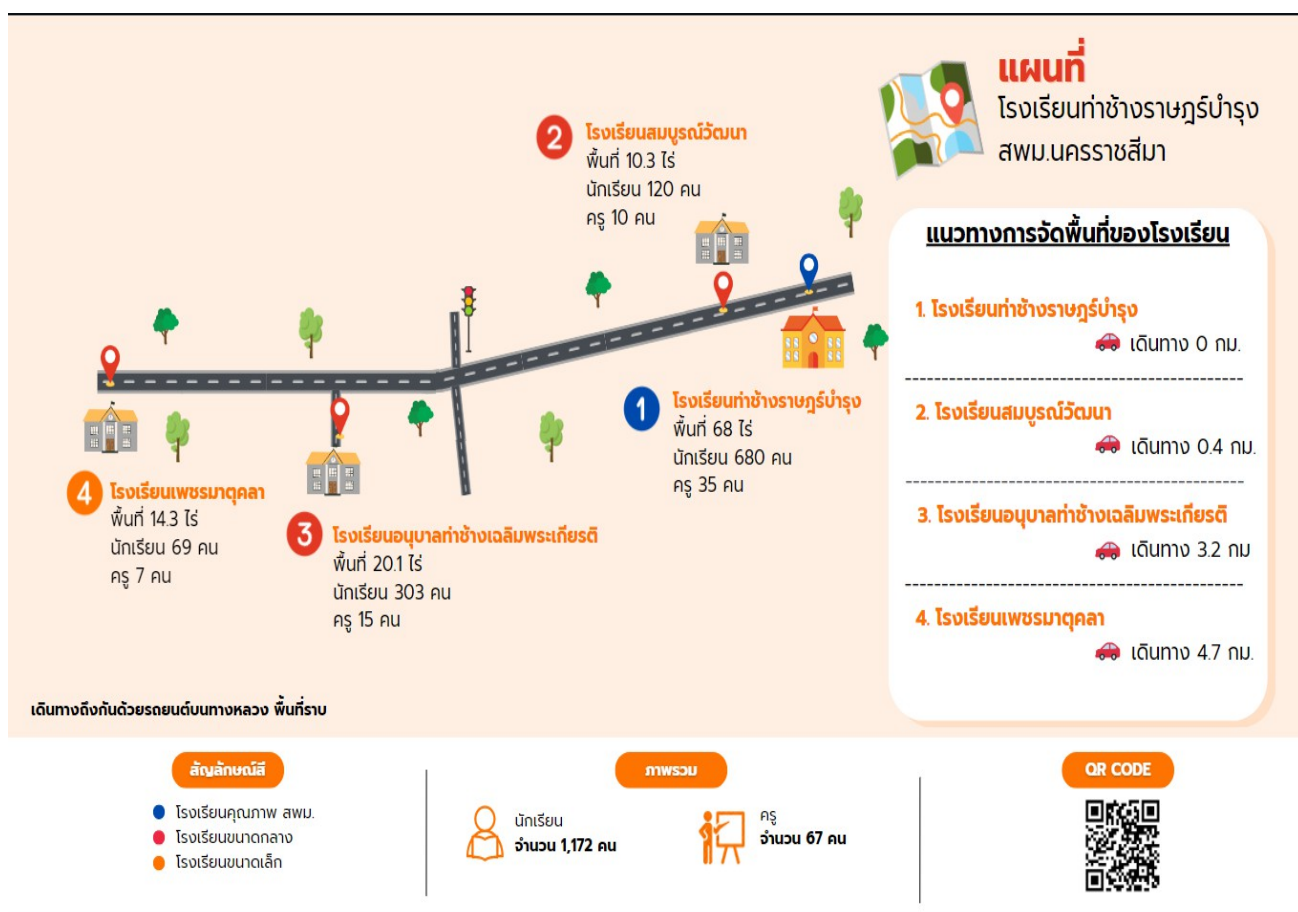 แผนที่
โรงเรียนท่าช้างราษฎร์บำรุง
สพม.นครราชสีมา
2
โรงเรียนสมบูรณ์วัฒนา
พื้นที่ 10.3 ไร่
นักเรียน 120 คน
ครู 10 คน
1
โรงเรียนท่าช้างราษฎร์บำรุง
พื้นที่ 68 ไร่
นักเรียน 680 คน
ครู 35 คน
4
โรงเรียนเพชรมาตุคลา
พื้นที่ 14.3 ไร่
นักเรียน 69 คน
ครู 7 คน
3
โรงเรียนอนุบาลท่าช้างเฉลิมพระเกียรติ
พื้นที่ 20.1 ไร่
นักเรียน 303 คน
ครู 15 คน
เดินทางถึงกันด้วยรถยนต์บนทางหลวง พื้นที่ราบ
แนวทางการจัดพื้นที่ของโรงเรียน
1. โรงเรียนท่าช้างราษฎร์บำรุง
เดินทาง 0 กม.
2. โรงเรียนสมบูรณ์วัฒนา
เดินทาง 0.4 กม.
3. โรงเรียนอนุบาลท่าช้างเฉลิมพระเกียรติ
เดินทาง 3.2 กม
4. โรงเรียนเพชรมาตุคลา
เดินทาง 4.7 กม.
สัญลักษณ์สี
โรงเรียนคุณภาพ สพม.
โรงเรียนขนาดกลาง
โรงเรียนขนาดเล็ก
ภาพรวม
นักเรียน
จำนวน 1,172 คน
ครู
จำนวน 67 คน
QR CODE